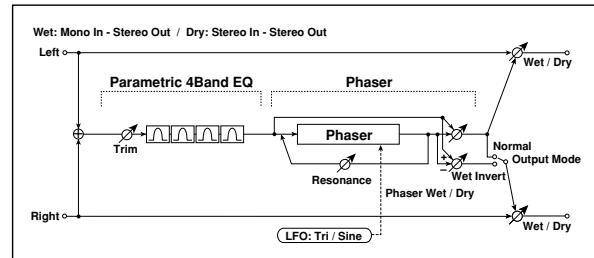 Wet: Mono In - Stereo Out / Dry: Stereo In - Stereo Out
Left
Wet / Dry
Parametric 4Band EQ
Phaser
Phaser
Trim
Normal
Output Mode
+
−
Wet Invert
Resonance
Phaser Wet / Dry
Right
LFO: Tri / Sine
Wet / Dry